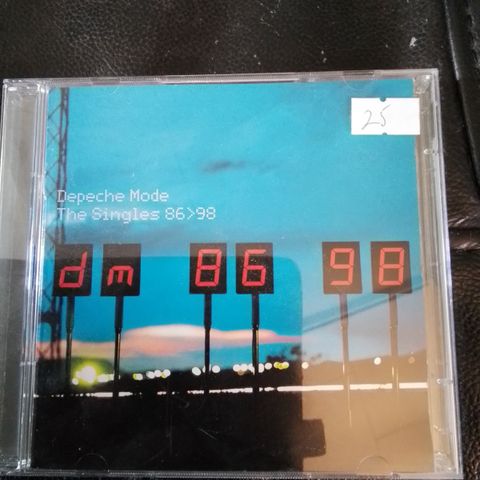 25
Depeche Mode
The Singles 86>98
dm 86 98